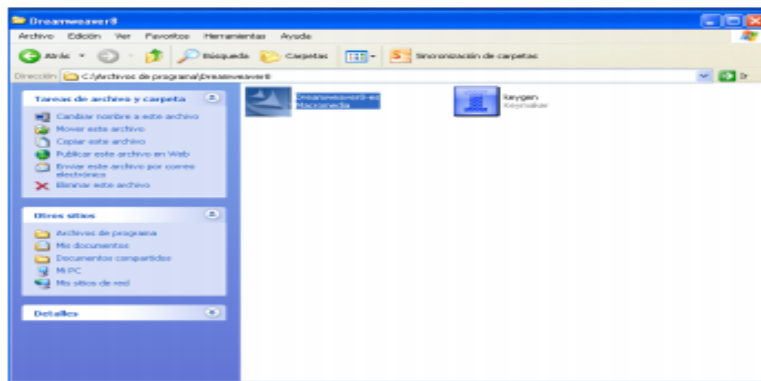 Dreamweaver8
Archivo Edición Ver Favoritos Herramientas Ayuda
Atrás Búsqueda Carpetas Sincronización de carpetas
Dirección C:\Archivos de programa\Dreamweaver8 Ir
Tareas de archivo y carpeta
Cambiar nombre a este archivo
Mover este archivo
Copiar este archivo
Publicar este archivo en Web
Enviar este archivo por correo
electrónico
Eliminar este archivo
Otros sitios
Archivos de programa
Mis documentos
Documentos compartidos
Mi PC
Mis sitios de red
Detalles
Dreamweaver8-es
Macromedia
keygen
Keymaker